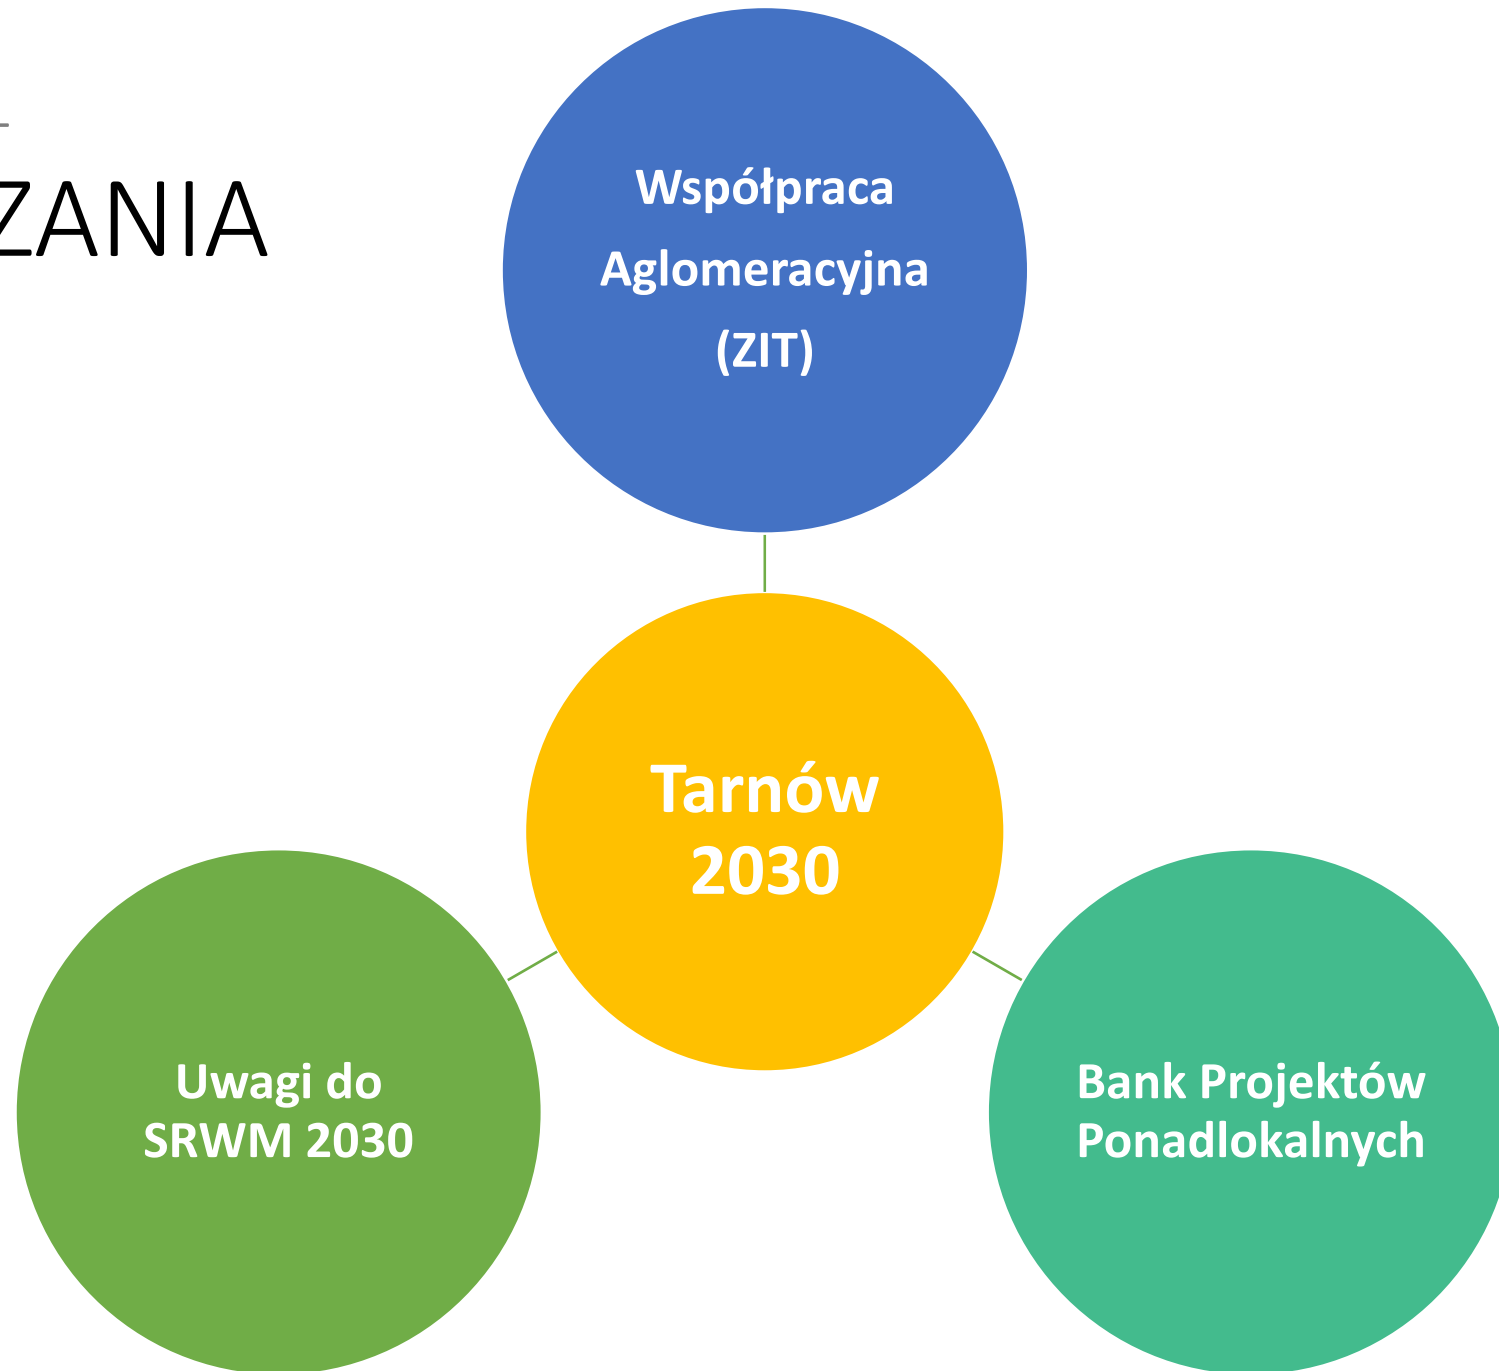 ZANIA
Współpraca
Aglomeracyjna
(ZIT)
Tarnów
2030
Uwagi do
SRWM 2030
Bank Projektów
Ponadlokalnych